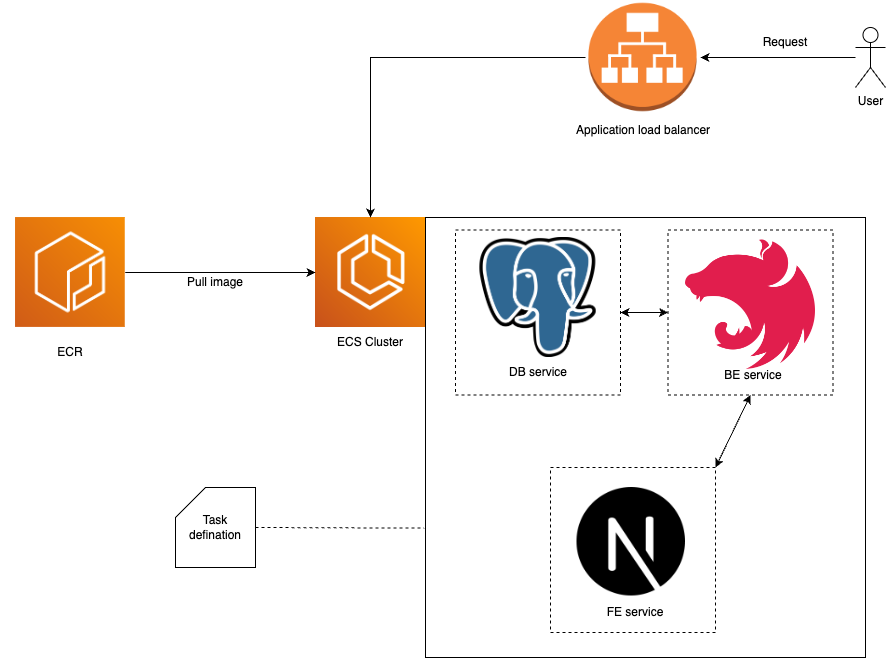 Request
User
Application load balancer
Pull image
ECR
ECS Cluster
DB service
BE service
Task
defination
FE service